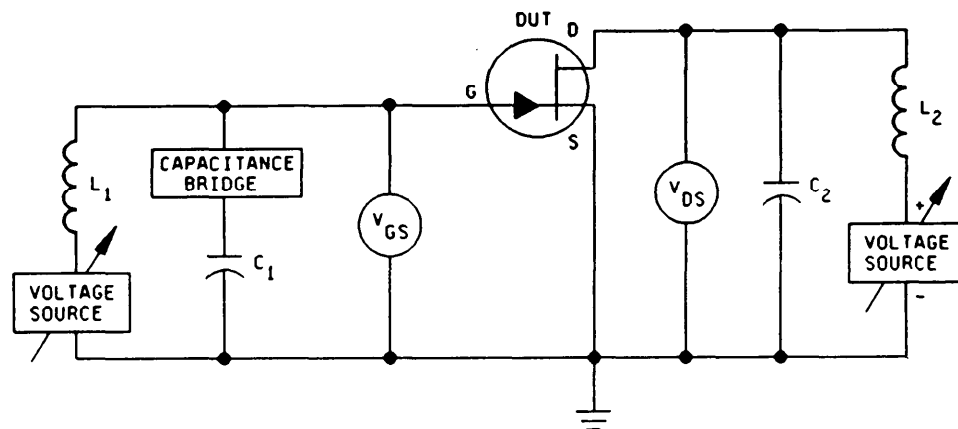 DUT
D
G
S
L1
CAPACITANCE
BRIDGE
C1
VGS
VDS
C2
L2
+
-
VOLTAGE
SOURCE
VOLTAGE
SOURCE